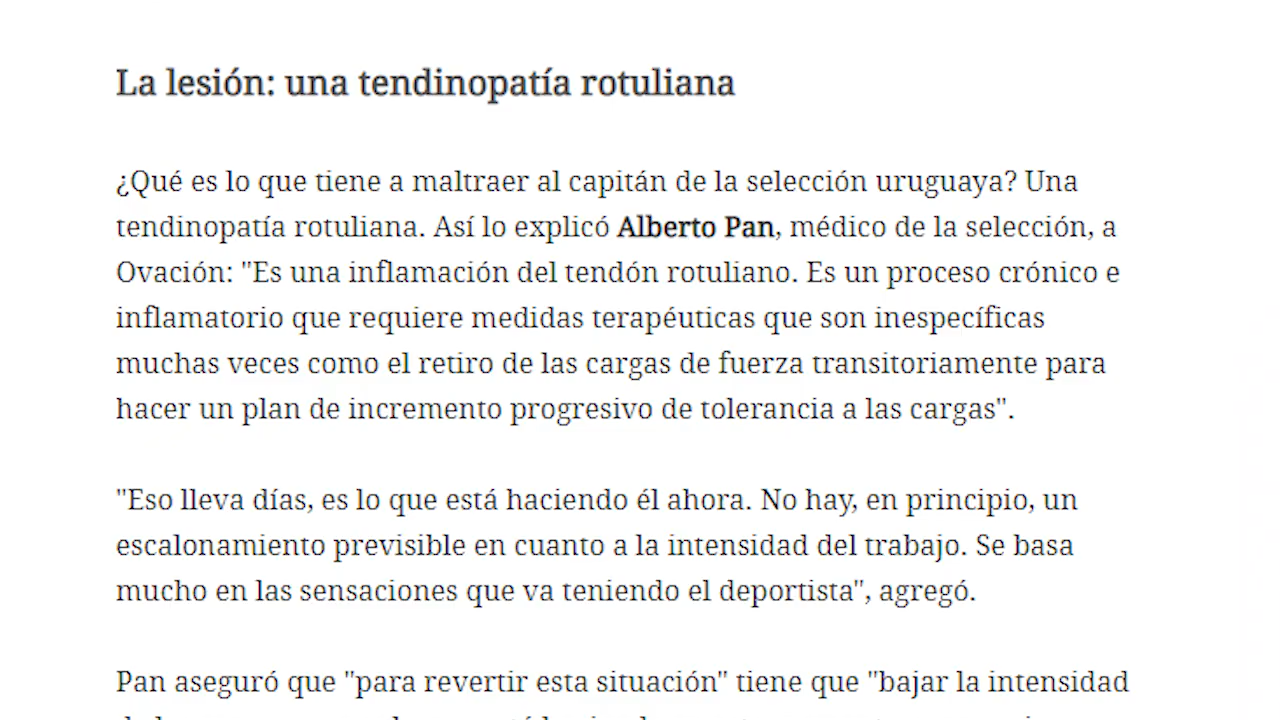 La lesión: una tendinopatía rotuliana
¿Qué es lo que tiene a maltraer al capitán de la selección uruguaya? Una
tendinopatía rotuliana. Así lo explicó Alberto Pan, médico de la selección, a
Ovación: "Es una inflamación del tendón rotuliano. Es un proceso crónico e
inflamatorio que requiere medidas terapéuticas que son inespecíficas
muchas veces como el retiro de las cargas de fuerza transitoriamente para
hacer un plan de incremento progresivo de tolerancia a las cargas".
"Eso lleva días, es lo que está haciendo él ahora. No hay, en principio, un
escalonamiento previsible en cuanto a la intensidad del trabajo. Se basa
mucho en las sensaciones que va teniendo el deportista", agregó.
Pan aseguró que "para revertir esta situación" tiene que "bajar la intensidad